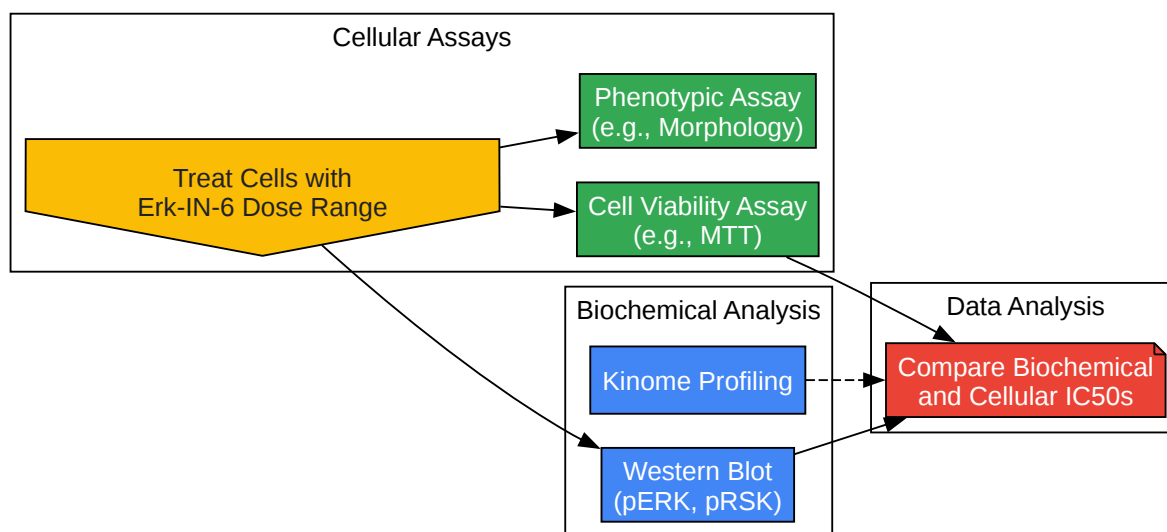 Cellular Assays
Phenotypic Assay
(e.g., Morphology)
Treat Cells with
Erk-IN-6 Dose Range
Cell Viability Assay
(e.g., MTT)
Biochemical Analysis
Kinome Profiling
Western Blot
(pERK, pRSK)
Data Analysis
Compare Biochemical
and Cellular IC50s